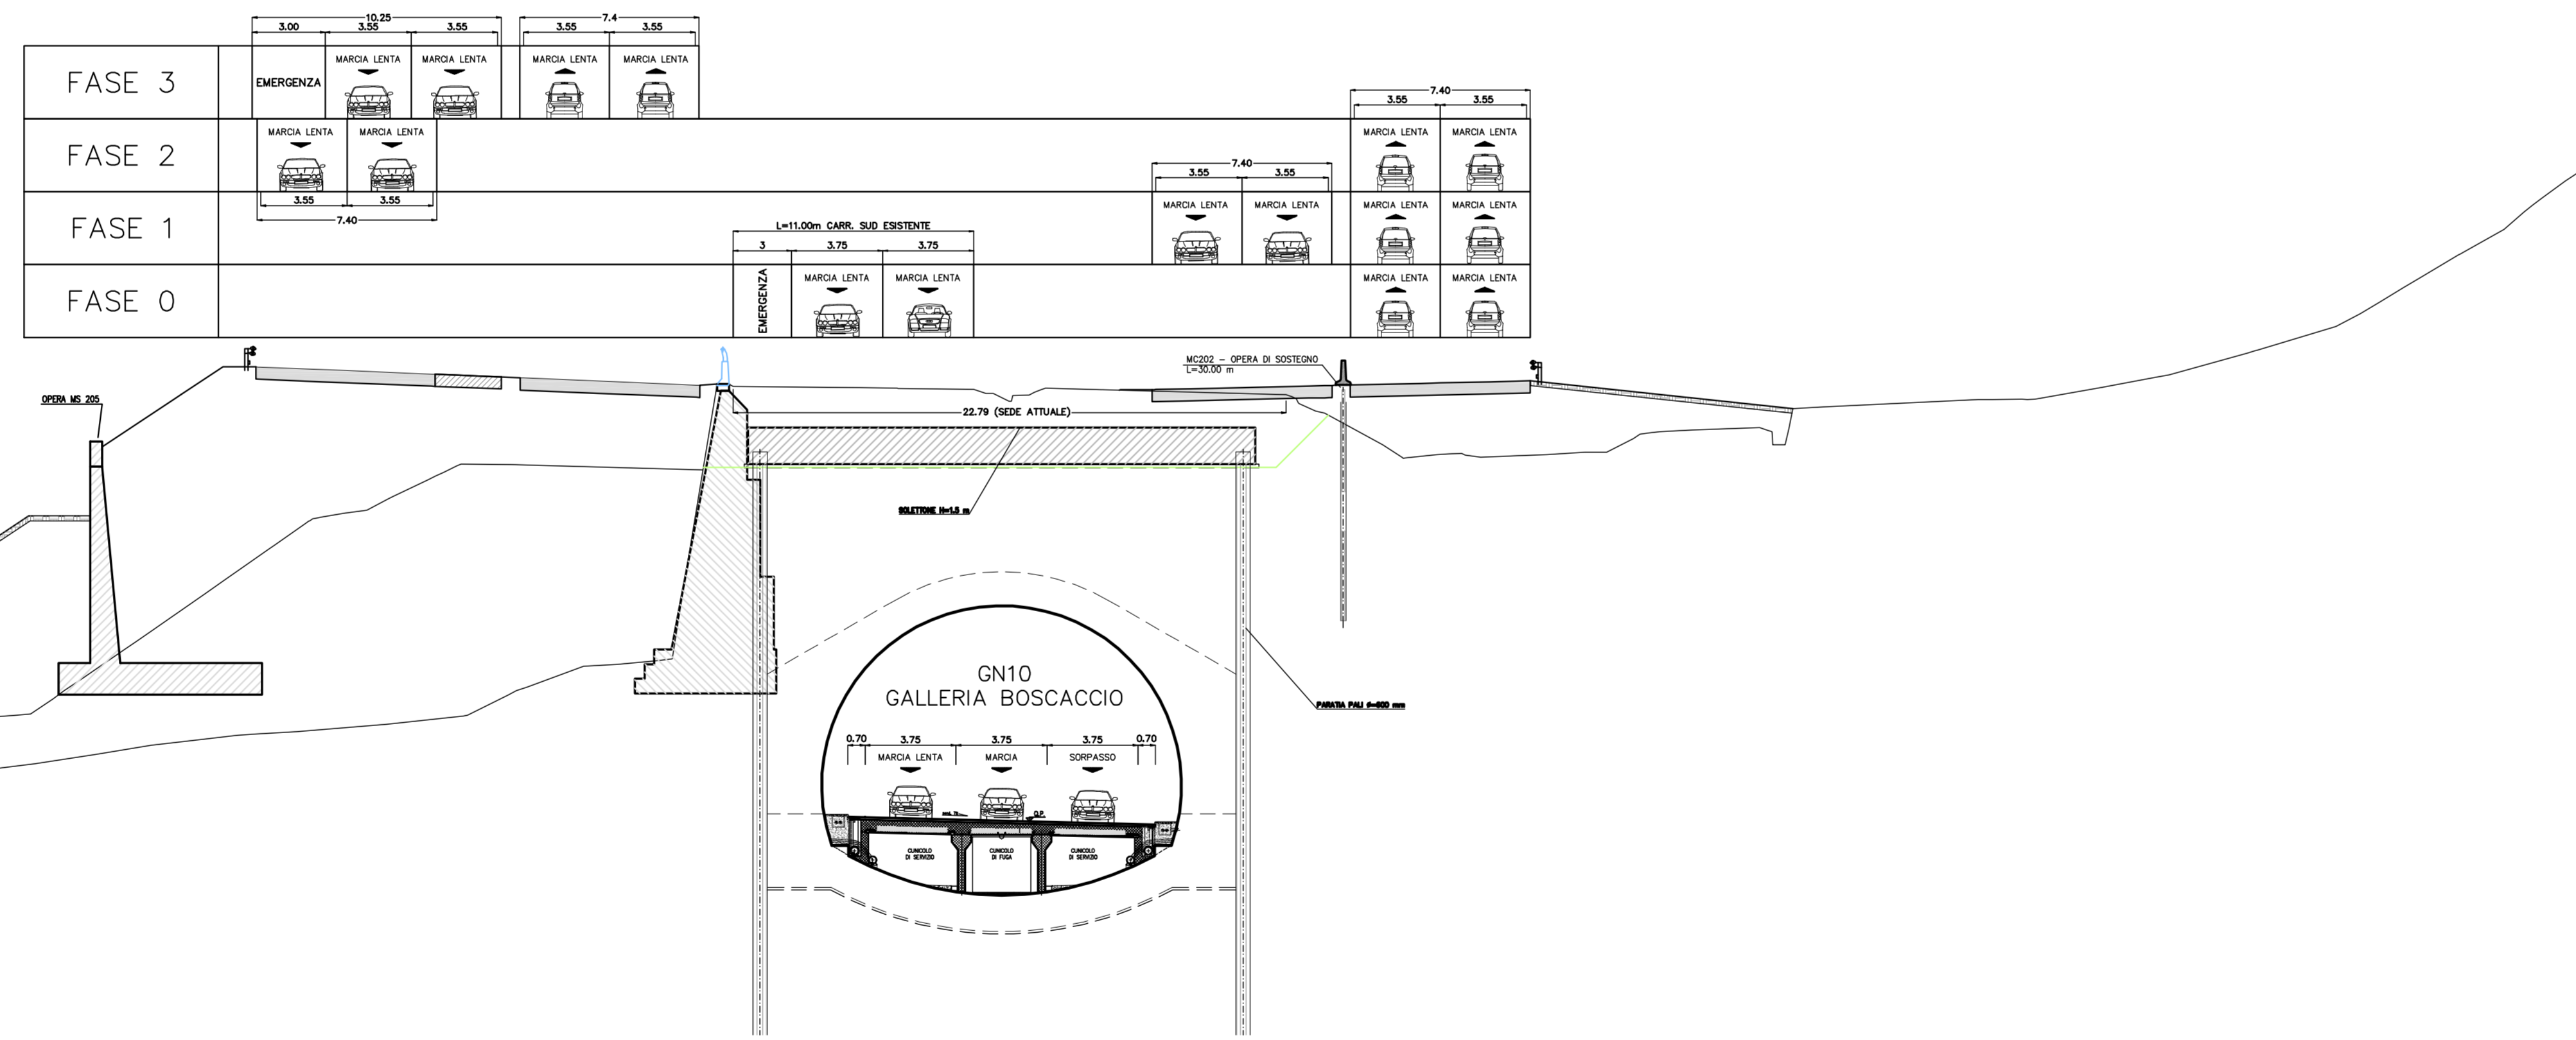 10.25
7.4
3.00
3.55
3.55
3.55
3.55
FASE 3
EMERGENZA
MARCIA LENTA
MARCIA LENTA
MARCIA LENTA
MARCIA LENTA
7.40
3.55
3.55
FASE 2
MARCIA LENTA
MARCIA LENTA
MARCIA LENTA
MARCIA LENTA
7.40
3.55
3.55
3.55
3.55
7.40
FASE 1
MARCIA LENTA
MARCIA LENTA
MARCIA LENTA
MARCIA LENTA
L=11.00m CARR. SUD ESISTENTE
3
3.75
3.75
FASE 0
EMERGENZA
MARCIA LENTA
MARCIA LENTA
MARCIA LENTA
MARCIA LENTA
MC202 - OPERA DI SOSTEGNO
L=30.00 m
OPERA MS 205
22.79 (SEDE ATTUALE)
SOLETTONE H=1.5 m
GN10
GALLERIA BOSCACCIO
PARATIA PALI
0.70
3.75
3.75
3.75
0.70
MARCIA LENTA
MARCIA
SORPASSO
Q.P.
CUNICOLO
DI SERVIZIO
CUNICOLO
DI FUGA
CUNICOLO
DI SERVIZIO